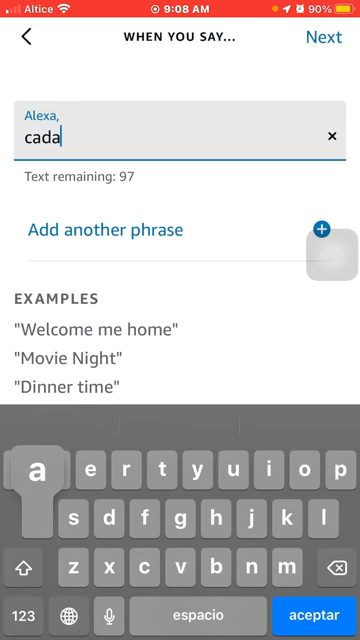 Altice 9:08 AM 90%
WHEN YOU SAY... Next
Alexa,
cada
Text remaining: 97
Add another phrase
EXAMPLES
"Welcome me home"
"Movie Night"
"Dinner time"
a e r t y u i o p
s d f g h j k l
z x c v b n m
123 espacio aceptar